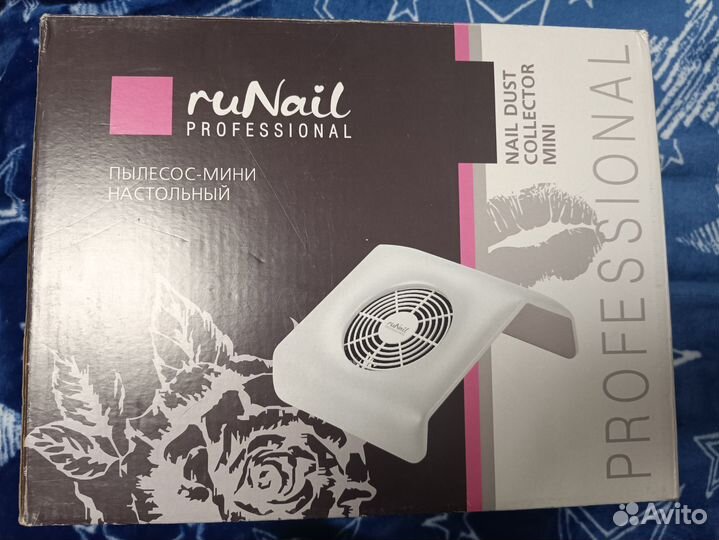 ruNail
PROFESSIONAL
ПЫЛЕСОС-МИНИ
НАСТОЛЬНЫЙ
NAIL DUST
COLLECTOR
MINI
PROFESSIONAL
ruNail
Avito